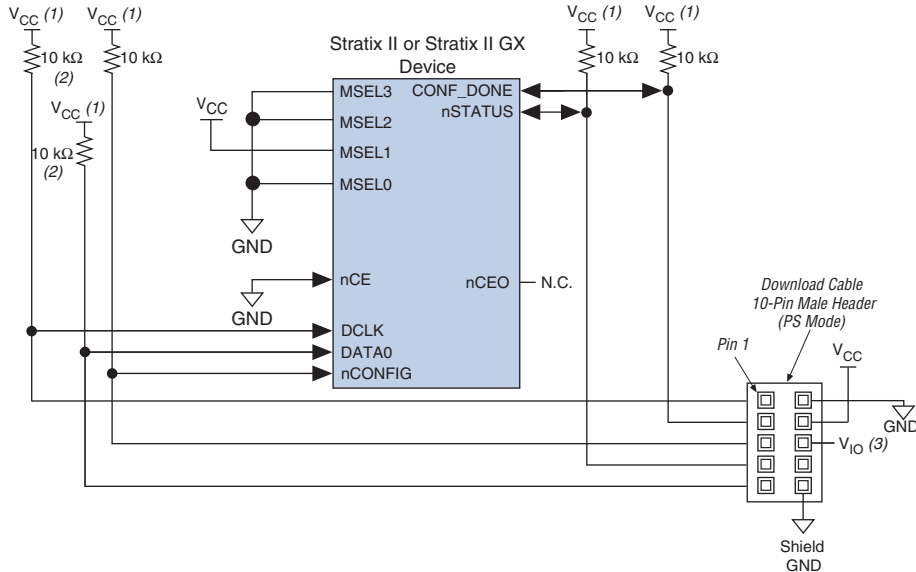 VCC (1)
VCC (1)
10 kΩ
(2)
10 kΩ
VCC (1)
10 kΩ
(2)
Stratix II or Stratix II GX
Device
VCC (1)
VCC (1)
10 kΩ
10 kΩ
VCC
MSEL3
MSEL2
MSEL1
MSEL0
CONF_DONE
nSTATUS
GND
nCE
GND
nCEO
N.C.
DCLK
DATA0
nCONFIG
Download Cable
10-Pin Male Header
(PS Mode)
Pin 1
VCC
GND
VIO (3)
Shield
GND